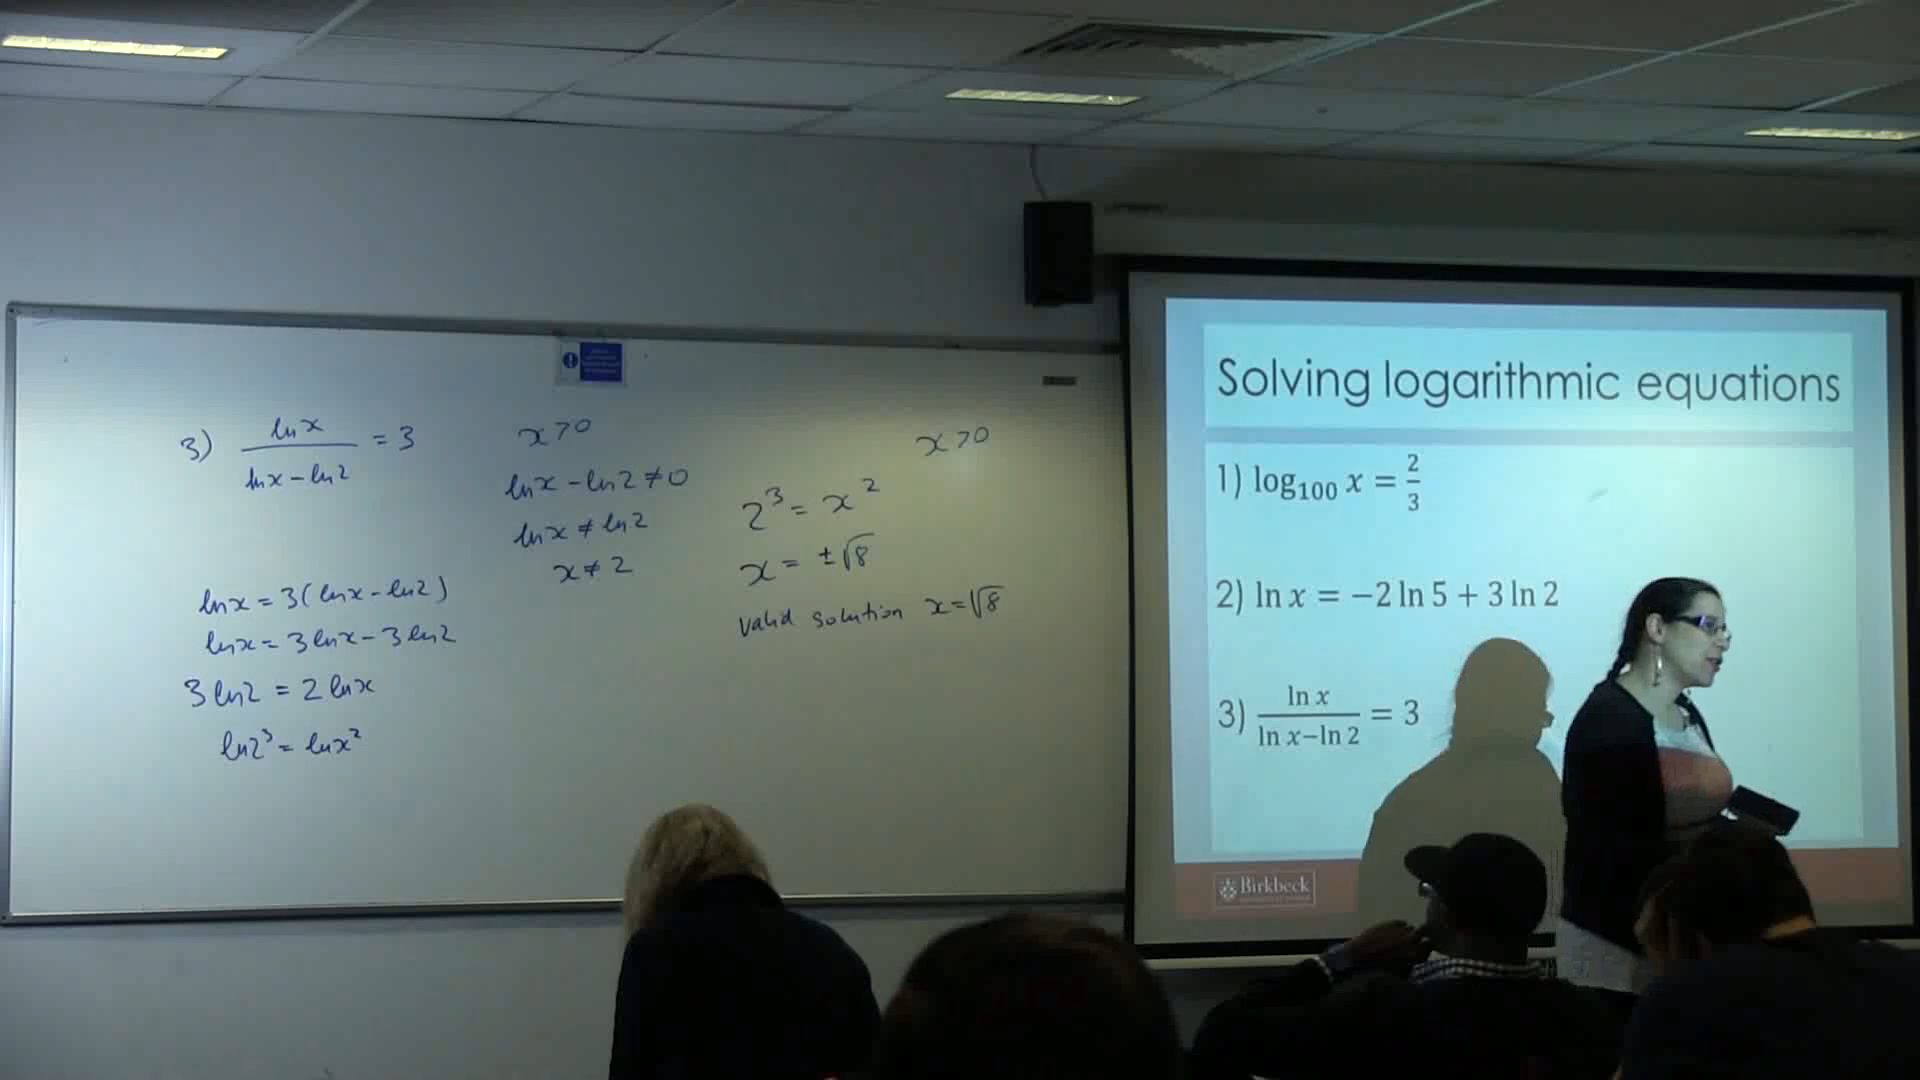 3) ln x / (ln x - ln 2) = 3
x > 0
ln x - ln 2 ≠ 0
ln x ≠ ln 2
x ≠ 2
ln x = 3(ln x - ln 2)
ln x = 3 ln x - 3 ln 2
3 ln 2 = 2 ln x
ln 2³ = ln x²
x > 0
2³ = x²
x = ±√8
valid solution x = √8
Solving logarithmic equations
1) log₁₀₀ x = 2/3
2) ln x = −2 ln 5 + 3 ln 2
3) ln x / (ln x−ln 2) = 3
Birkbeck